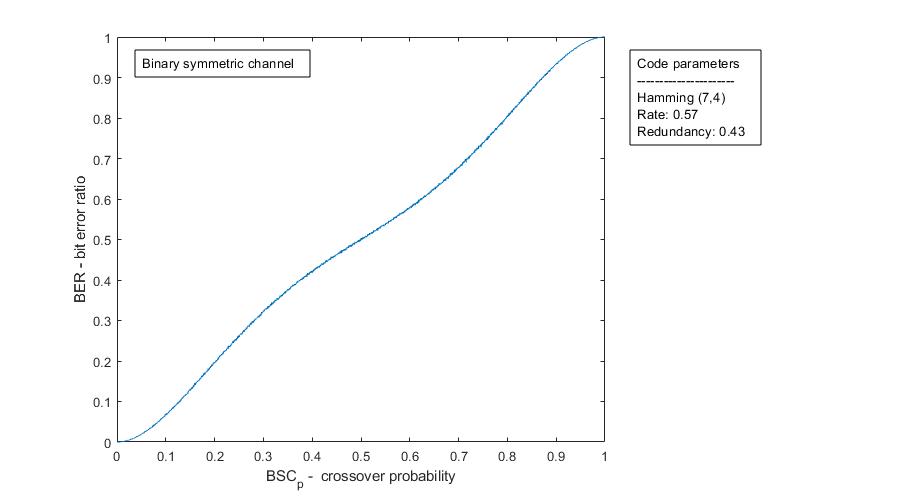 Binary symmetric channel
Code parameters
----------------------
Hamming (7,4)
Rate: 0.57
Redundancy: 0.43
BER - bit error ratio
1
0.9
0.8
0.7
0.6
0.5
0.4
0.3
0.2
0.1
0
0 0.1 0.2 0.3 0.4 0.5 0.6 0.7 0.8 0.9 1
BSCp - crossover probability